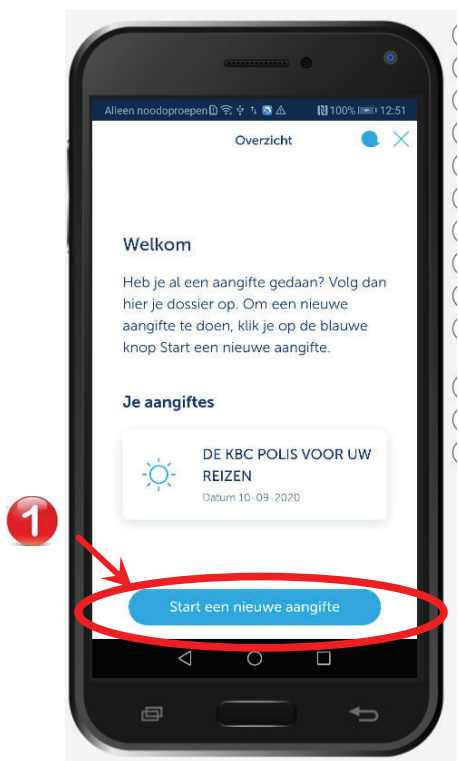 Alleen noodoproepen 100% 12:51
Overzicht
Welkom
Heb je al een aangifte gedaan? Volg dan
hier je dossier op. Om een nieuwe
aangifte te doen, klik je op de blauwe
knop Start een nieuwe aangifte.
Je aangiftes
DE KBC POLIS VOOR UW
REIZEN
Datum 10-09-2020
1
Start een nieuwe aangifte